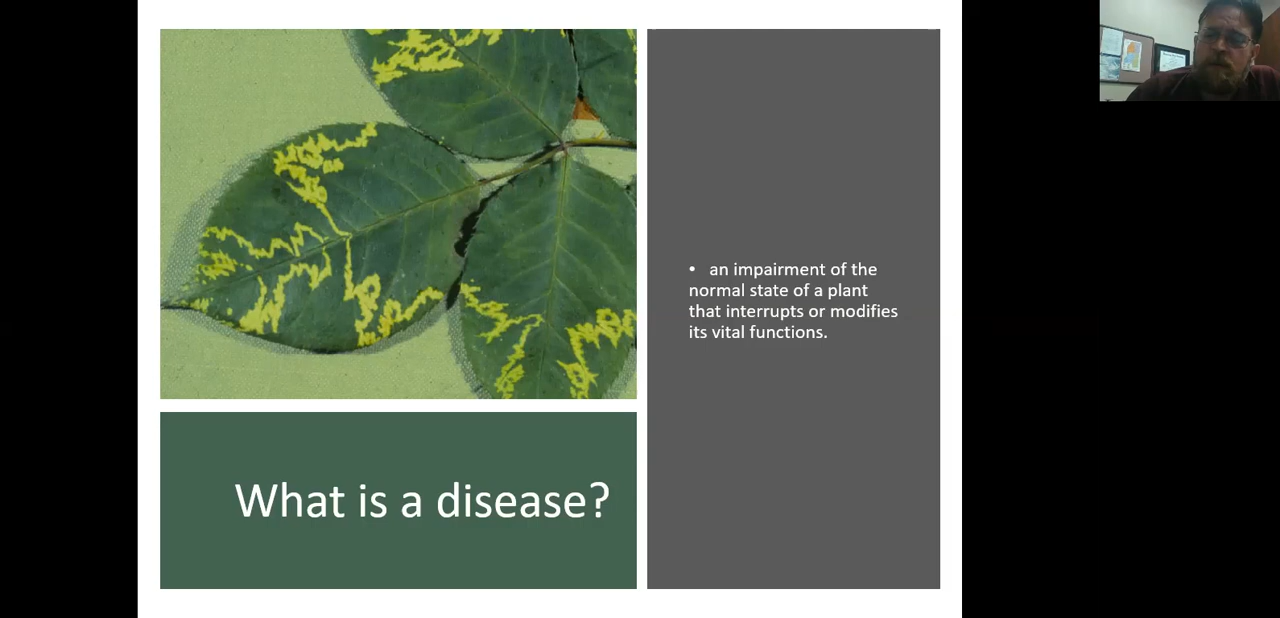 • an impairment of the
normal state of a plant
that interrupts or modifies
its vital functions.
What is a disease?